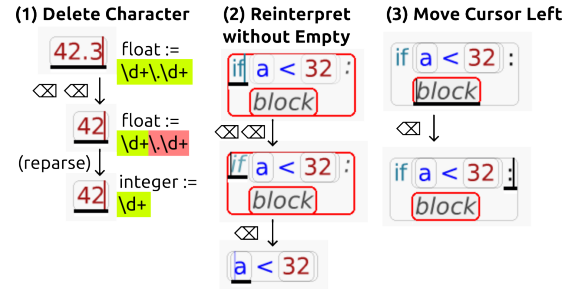 (1) Delete Character
42.3
float :=
\d+\.\d+
⌫ ⌫
42
float :=
\d+\.\d+
(reparse)
42
integer :=
\d+
(2) Reinterpret
without Empty
if a < 32 :
block
⌫ ⌫
if a < 32 :
block
⌫
a < 32
(3) Move Cursor Left
if a < 32 :
block
⌫
if a < 32 :
block